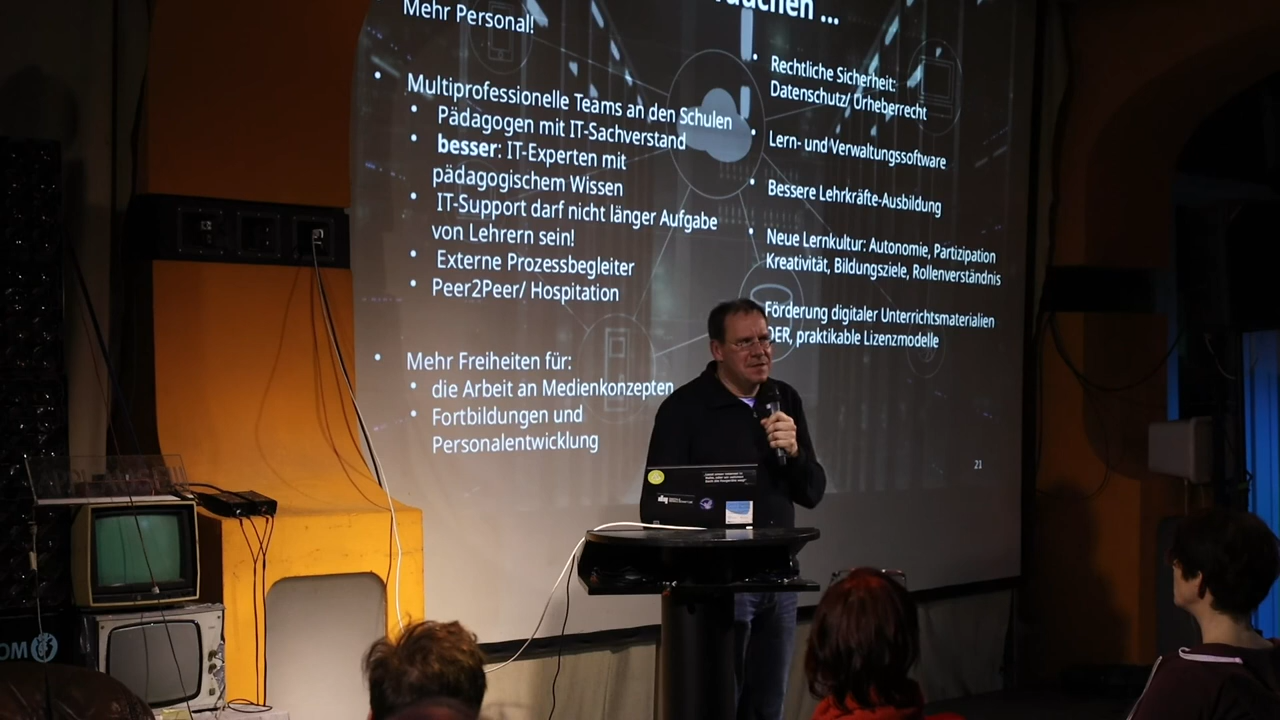 Mehr Personal!
Multiprofessionelle Teams an den Schulen
Pädagogen mit IT-Sachverstand
besser: IT-Experten mit
pädagogischem Wissen
IT-Support darf nicht länger Aufgabe
von Lehrern sein!
Externe Prozessbegleiter
Peer2Peer/ Hospitation
Mehr Freiheiten für:
die Arbeit an Medienkonzepten
Fortbildungen und
Personalentwicklung
Rechtliche Sicherheit:
Datenschutz/ Urheberrecht
Lern- und Verwaltungssoftware
Bessere Lehrkräfte-Ausbildung
Neue Lernkultur: Autonomie, Partizipation
Kreativität, Bildungsziele, Rollenverständnis
Förderung digitaler Unterrichtsmaterialien
OER, praktikable Lizenzmodelle
21